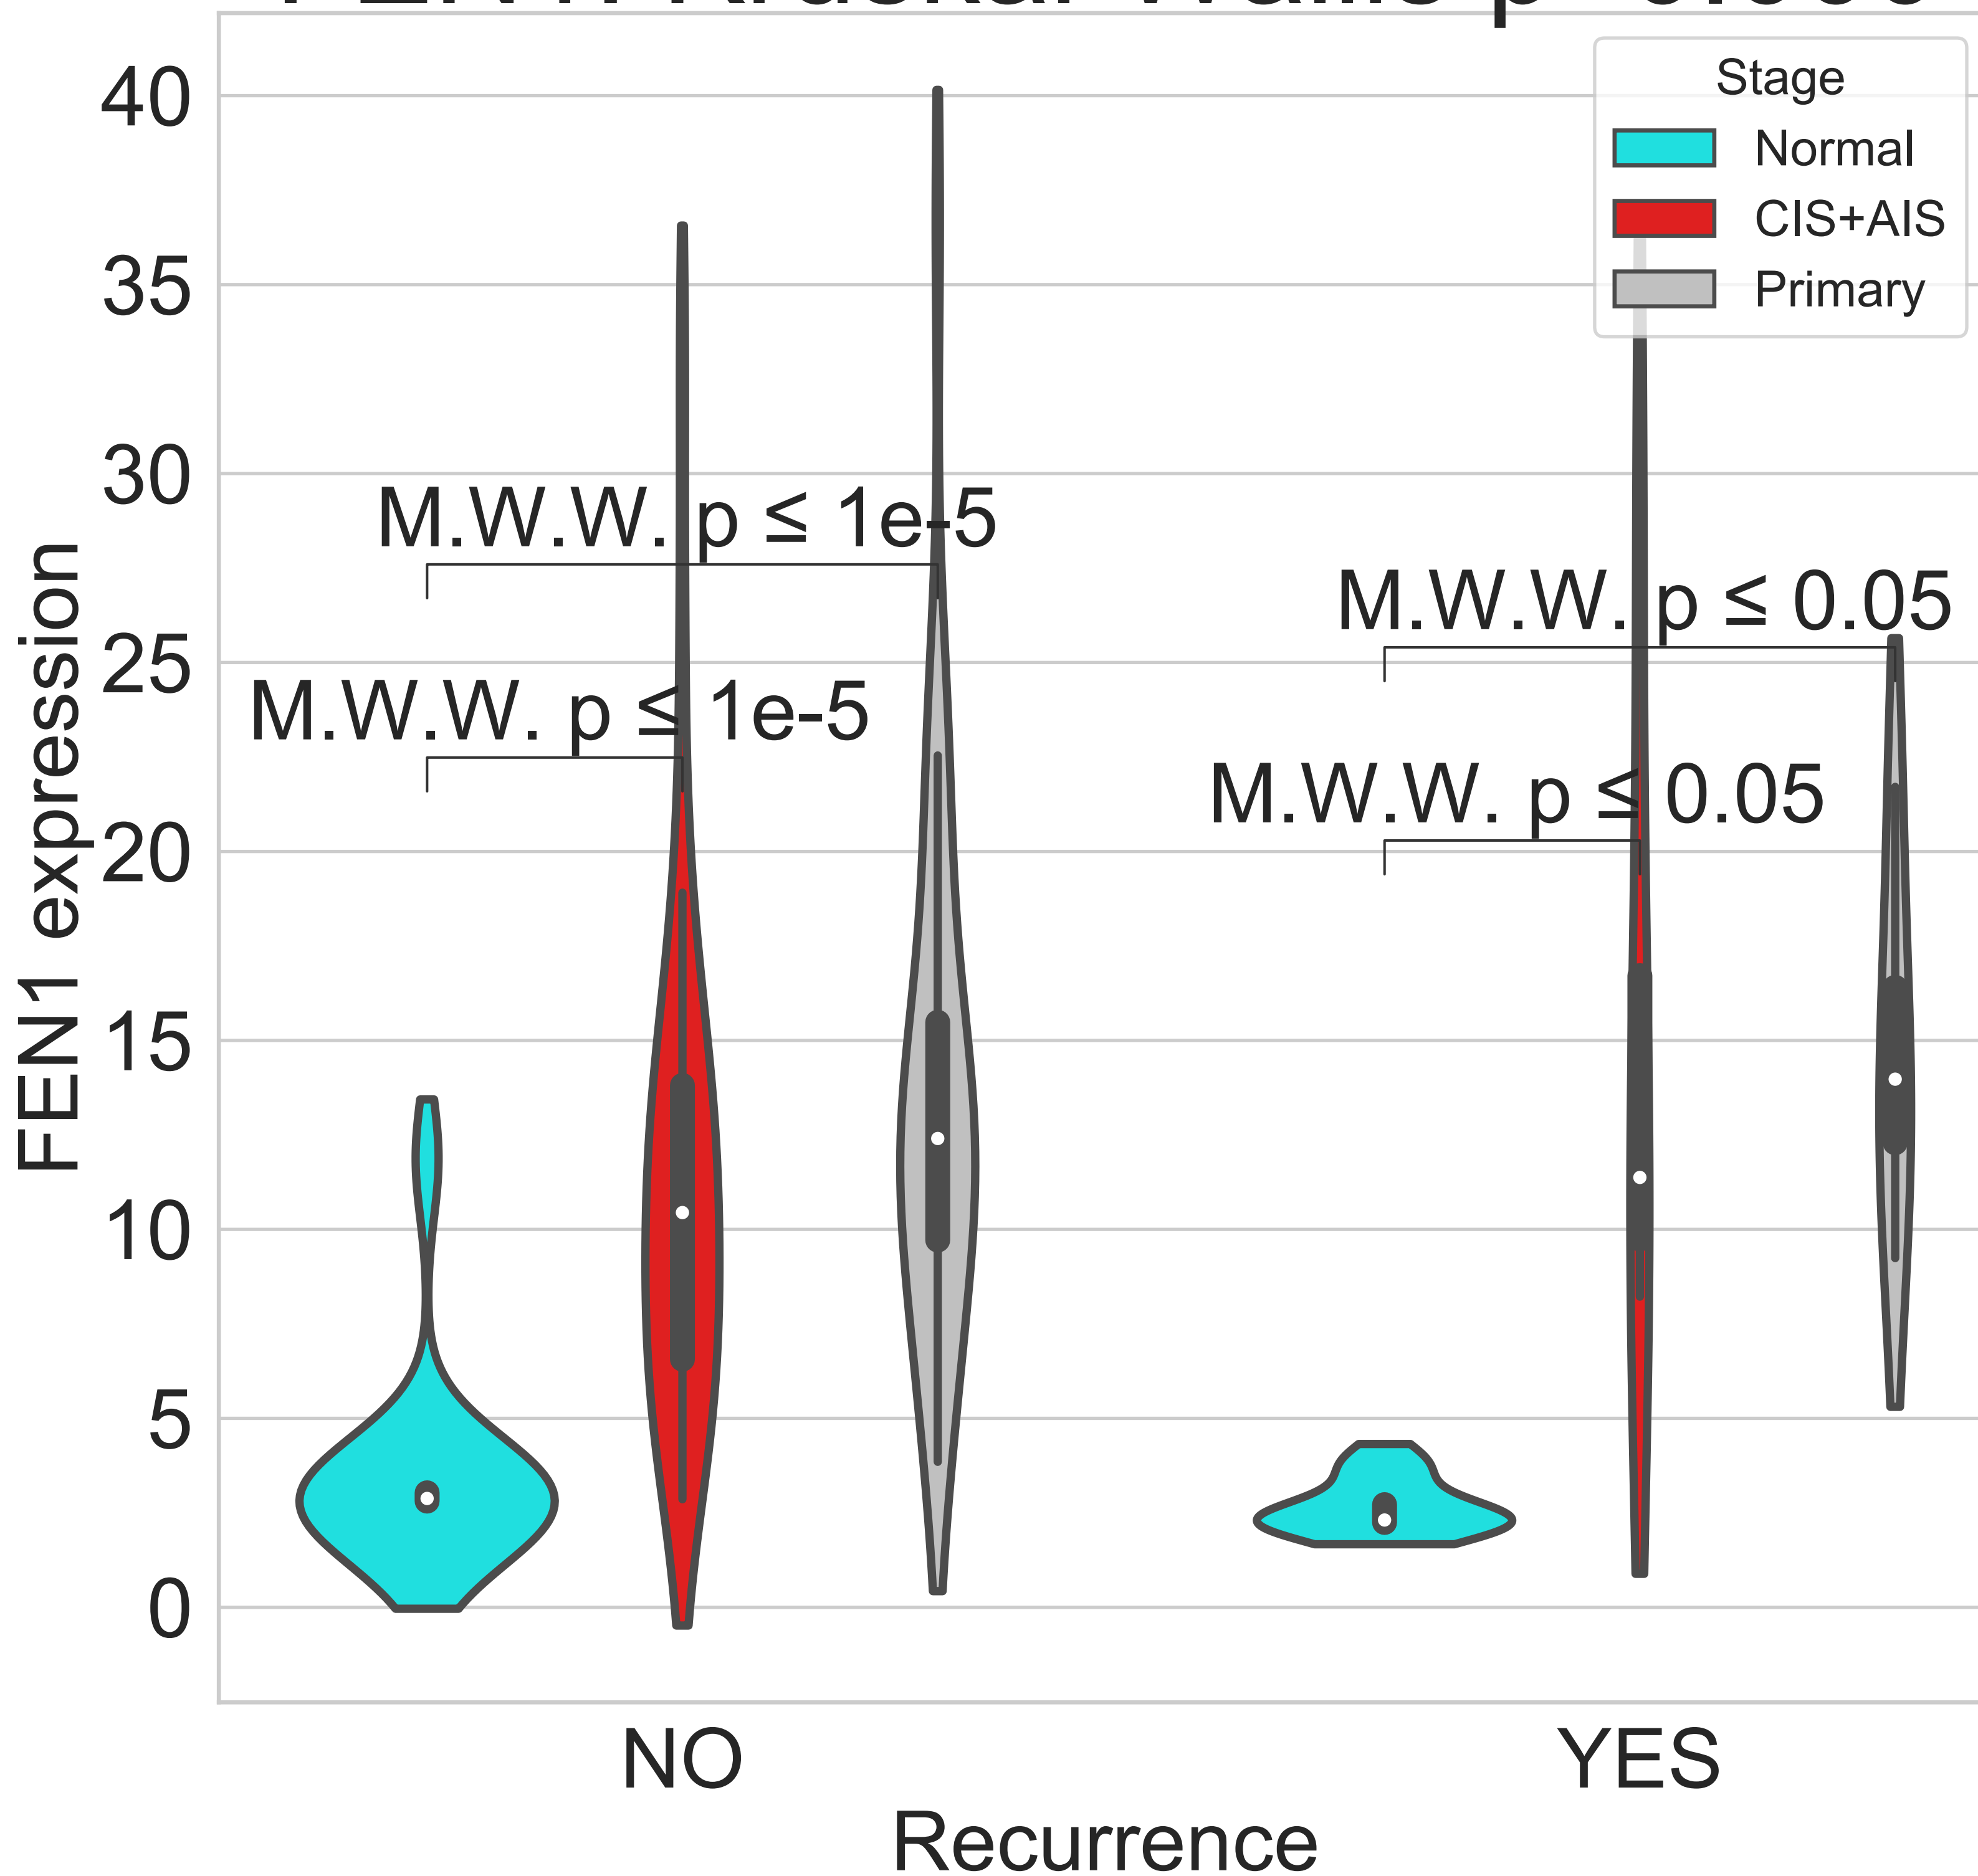 40
35
30
25
20
15
10
5
0
FEN1 expression
Stage
Normal
CIS+AIS
Primary
M.W.W. p ≤ 1e-5
M.W.W. p ≤ 1e-5
M.W.W. p ≤ 0.05
M.W.W. p ≤ 0.05
NO
YES
Recurrence